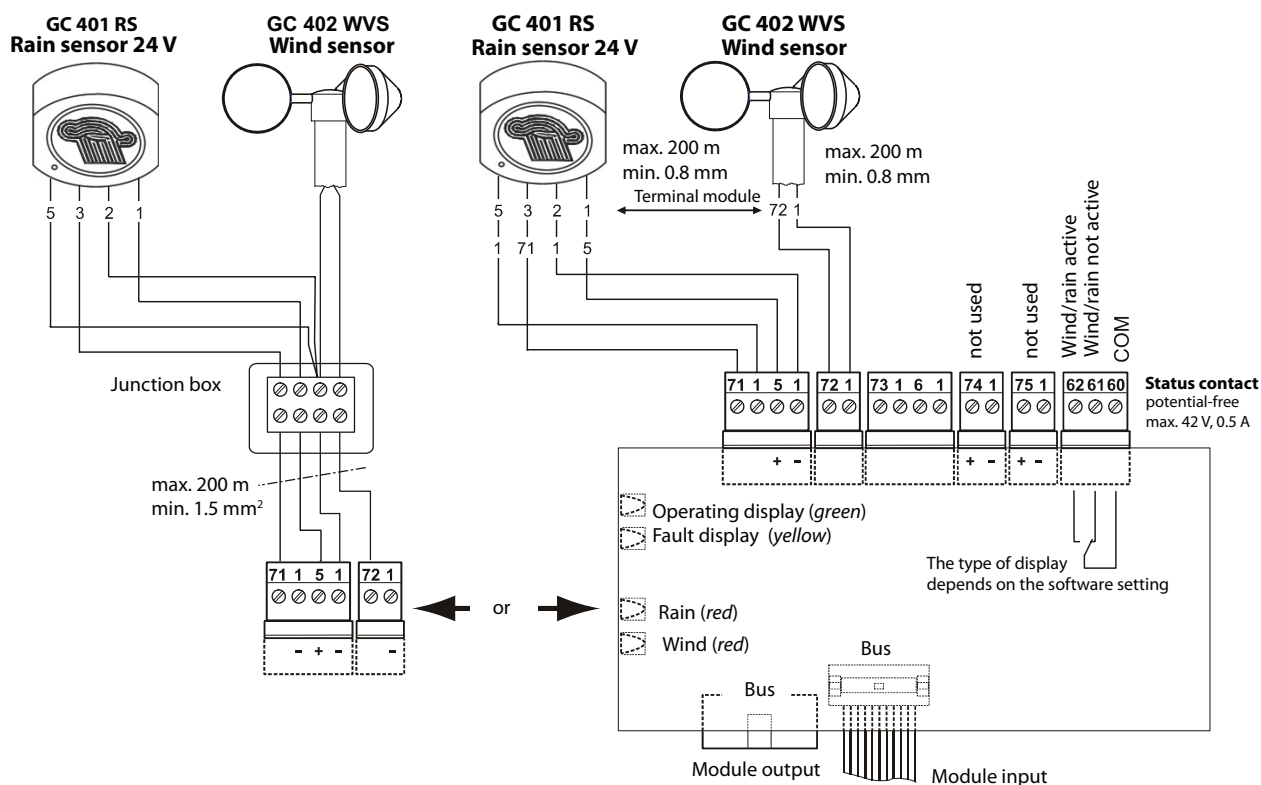 GC 401 RS
Rain sensor 24 V
GC 402 WVS
Wind sensor
5 3 2 1
Junction box
max. 200 m
min. 1.5 mm²
71 1 5 1 72 1
- + - -
or
GC 401 RS
Rain sensor 24 V
GC 402 WVS
Wind sensor
max. 200 m
min. 0.8 mm
max. 200 m
min. 0.8 mm
Terminal module
5 3 2 1
72 1
1 71 1 5
not used
not used
Wind/rain active
Wind/rain not active
COM
71 1 5 1 72 1 73 1 6 1 74 1 75 1 62 61 60
Status contact
potential-free
max. 42 V, 0.5 A
+ - + - + -
Operating display (green)
Fault display (yellow)
The type of display
depends on the software setting
Rain (red)
Wind (red)
Bus
Bus
Module output
Module input